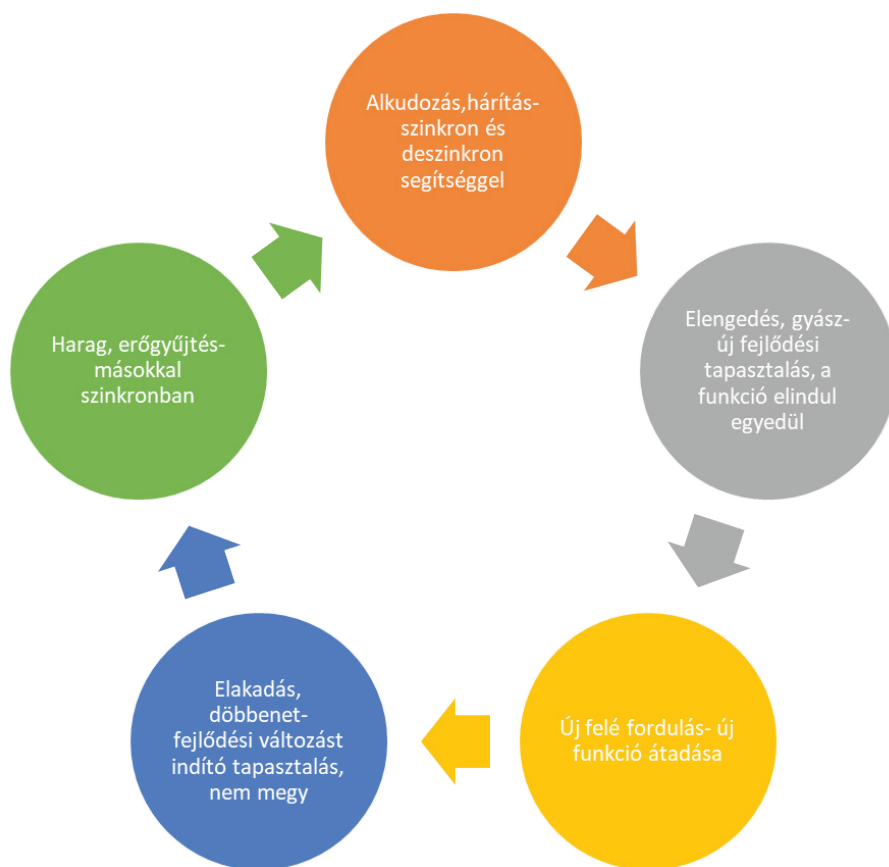 Alkudozás,hárítás-
szinkron és
deszinkron
segítséggel
Elengedés, gyász-
új fejlődési
tapasztalás, a
funkció elindul
egyedül
Új felé fordulás- új
funkció átadása
Elakadás,
döbbenet-
fejlődési változást
indító tapasztalás,
nem megy
Harag, erőgyűjtés-
másokkal
szinkronban